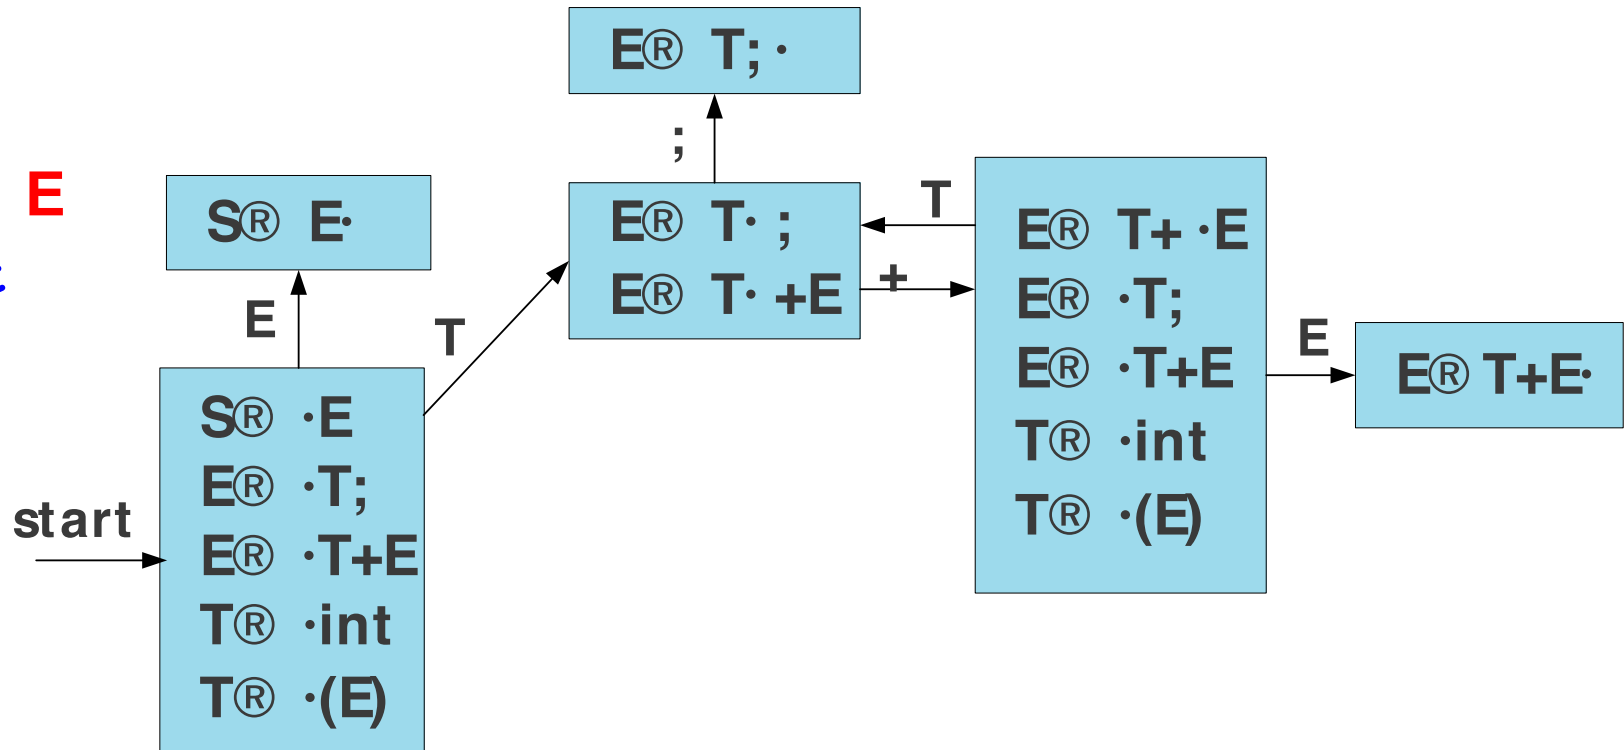 E® T; ·
;
E
S® E·
E® T· ;
E® T· +E
T
+
E® T+ ·E
E® ·T;
E® ·T+E
T® ·int
T® ·(E)
E
T
E
E® T+E·
start
S® ·E
E® ·T;
E® ·T+E
T® ·int
T® ·(E)